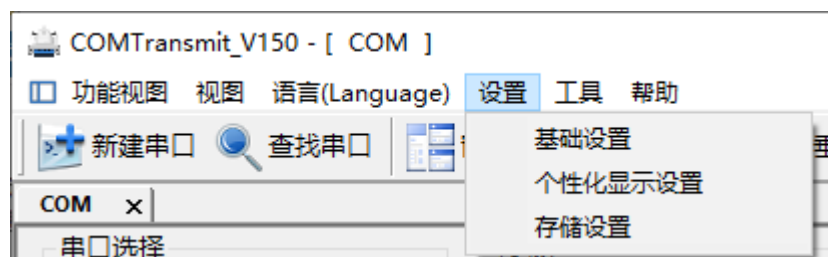 COMTransmit_V150 - [ COM ]
功能视图 视图 语言(Language) 设置 工具 帮助
新建串口 查找串口
基础设置
个性化显示设置
COM x
存储设置
串口选择